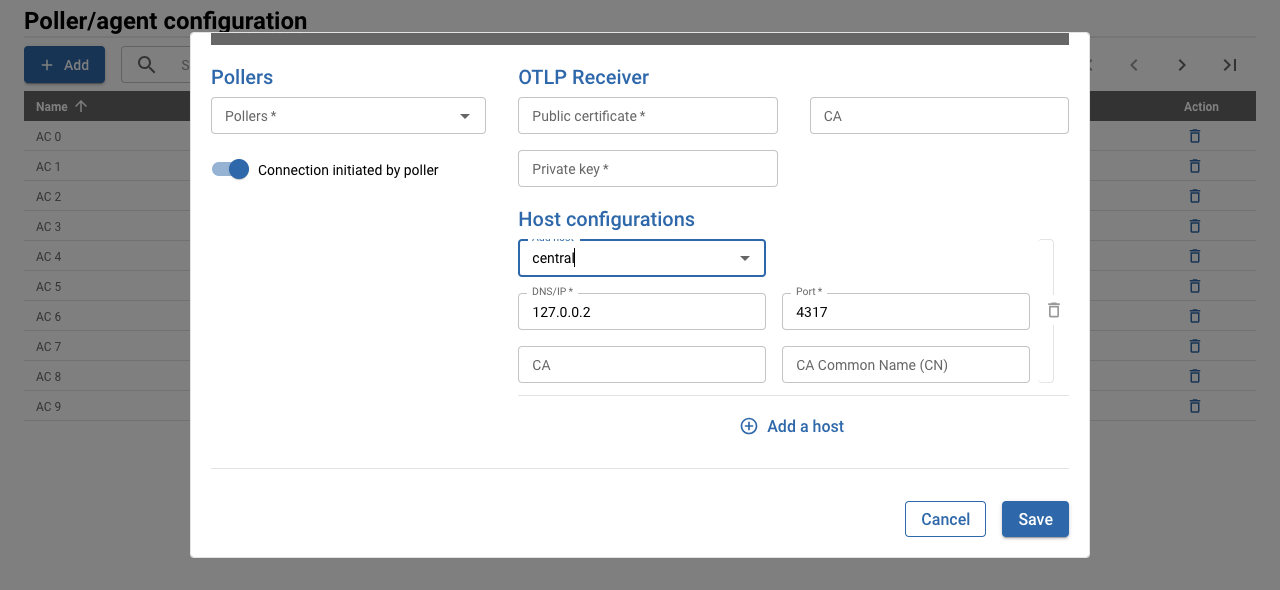 Poller/agent configuration
Add
S
Name
Action
AC 0
AC 1
AC 2
AC 3
AC 4
AC 5
AC 6
AC 7
AC 8
AC 9
Pollers
Pollers *
Connection initiated by poller
OTLP Receiver
Public certificate *
CA
Private key *
Host configurations
Add host
central
DNS/IP *
127.0.0.2
Port *
4317
CA
CA Common Name (CN)
Add a host
Cancel
Save